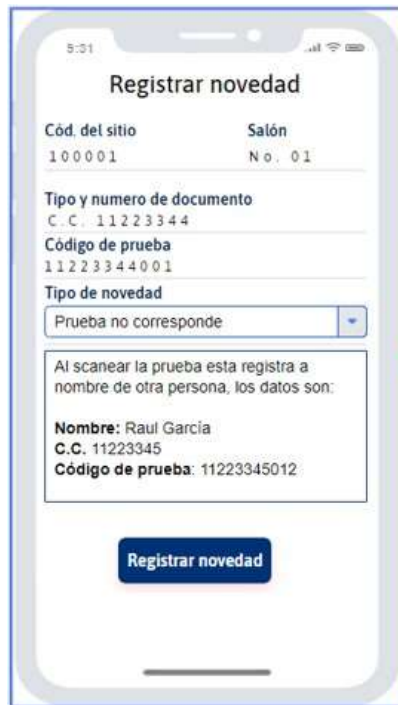 5:31
Registrar novedad
Cód. del sitio Salón
100001 No. 01
Tipo y numero de documento
C.C. 11223344
Código de prueba
11223344001
Tipo de novedad
Prueba no corresponde
Al scanear la prueba esta registra a
nombre de otra persona, los datos son:
Nombre: Raul García
C.C. 11223345
Código de prueba: 11223345012
Registrar novedad